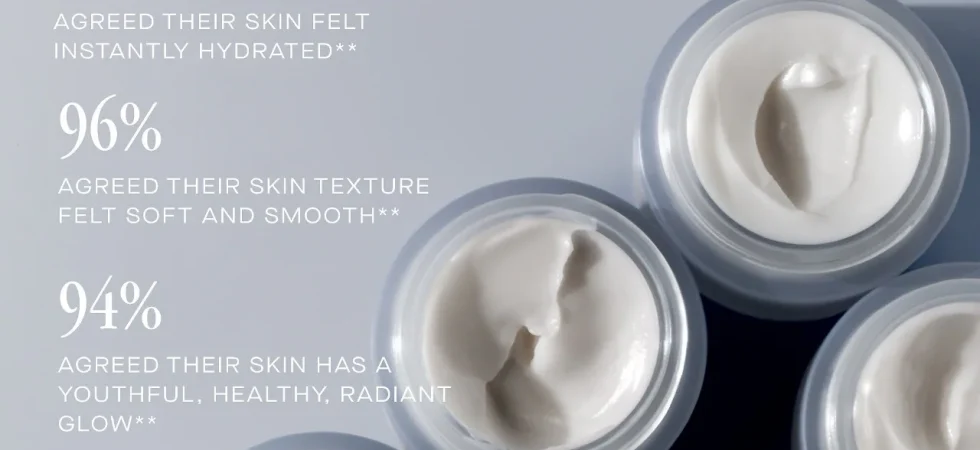 AGREED THEIR SKIN FELT
INSTANTLY HYDRATED**
96%
AGREED THEIR SKIN TEXTURE
FELT SOFT AND SMOOTH**
94%
AGREED THEIR SKIN HAS A
YOUTHFUL, HEALTHY, RADIANT
GLOW**